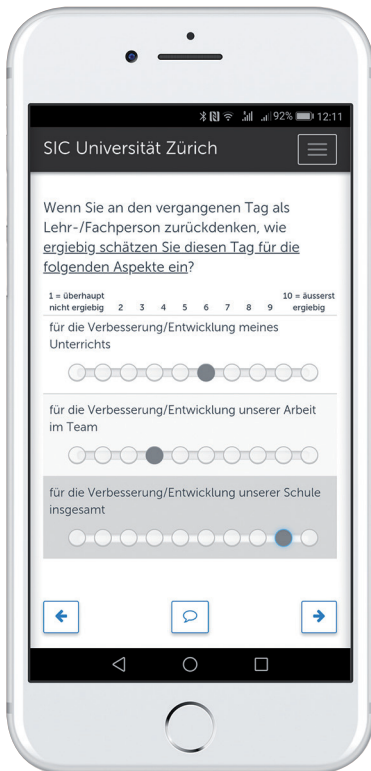 92% 12:11
SIC Universität Zürich
Wenn Sie an den vergangenen Tag als
Lehr-/Fachperson zurückdenken, wie
ergiebig schätzen Sie diesen Tag für die
folgenden Aspekte ein?
1 = überhaupt
nicht ergiebig 2 3 4 5 6 7 8 9 10 = äusserst
ergiebig
für die Verbesserung/Entwicklung meines
Unterrichts
für die Verbesserung/Entwicklung unserer Arbeit
im Team
für die Verbesserung/Entwicklung unserer Schule
insgesamt